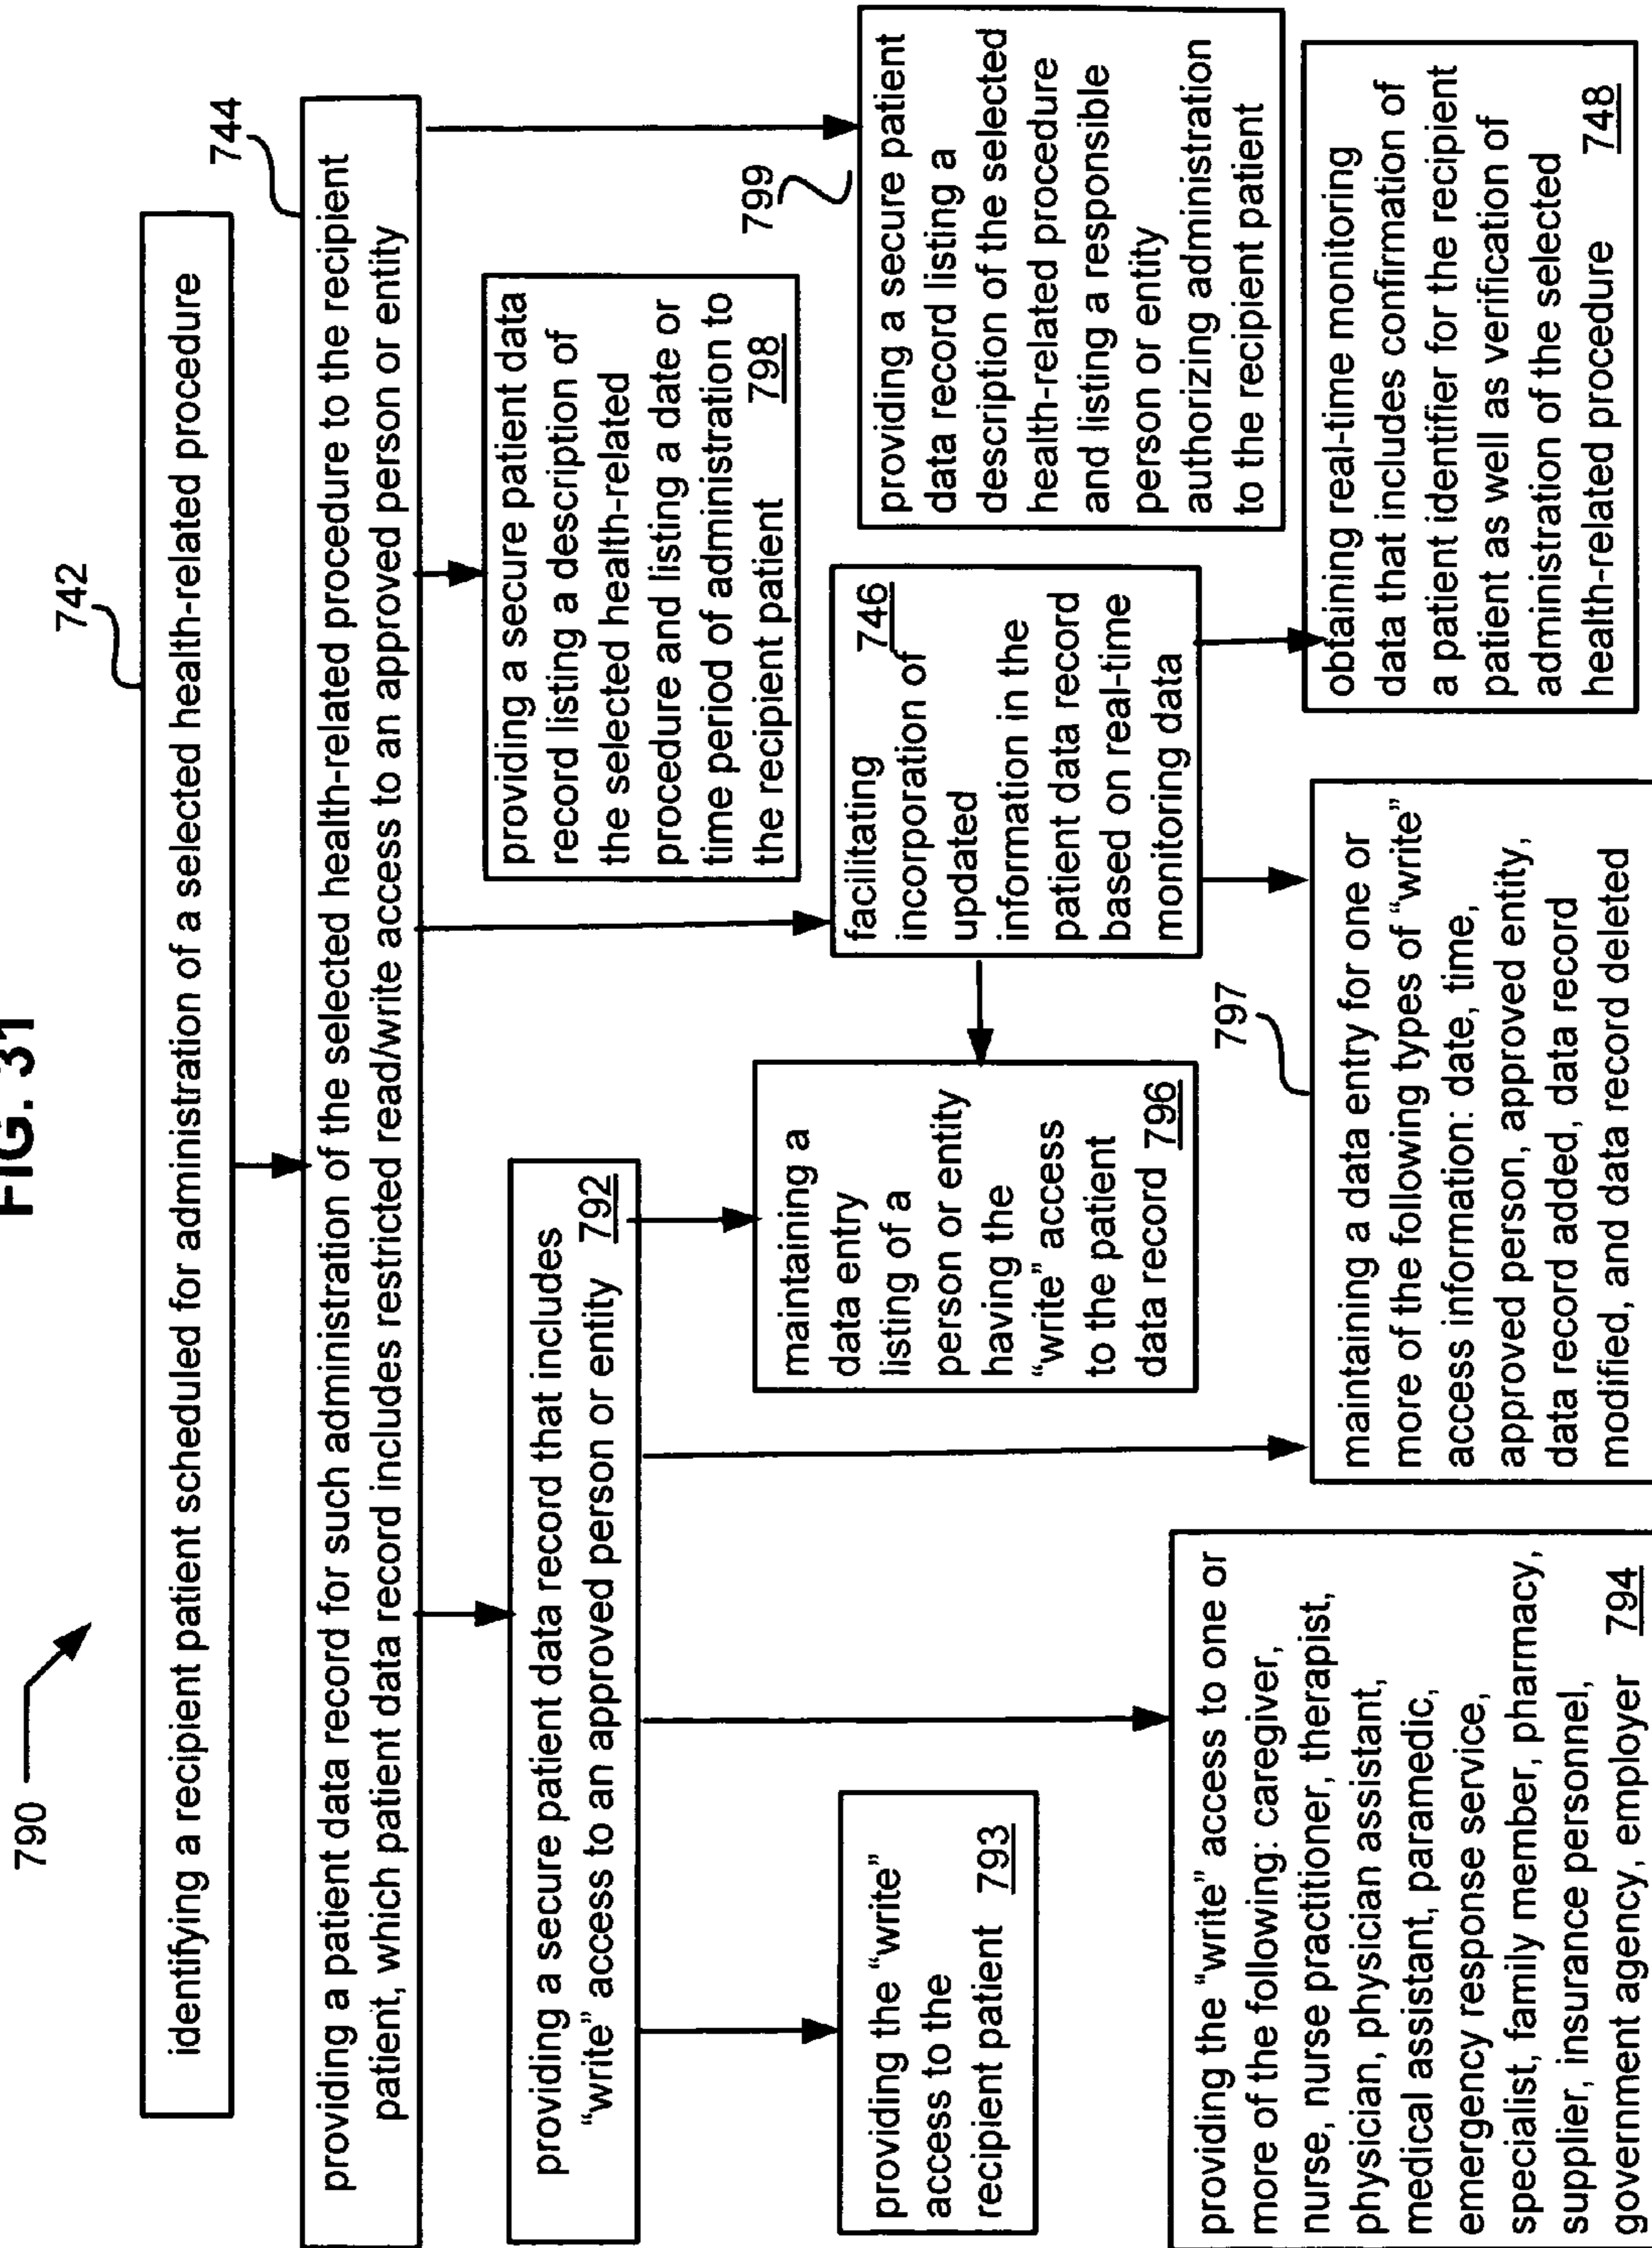 FIG. 31
790
742
identifying a recipient patient scheduled for administration of a selected health-related procedure
744
providing a patient data record for such administration of the selected health-related procedure to the recipient
patient, which patient data record includes restricted read/write access to an approved person or entity
providing a secure patient data record that includes
“write” access to an approved person or entity 792
providing a secure patient data
record listing a description of
the selected health-related
procedure and listing a date or
time period of administration to
the recipient patient 798
799
providing a secure patient
data record listing a
description of the selected
health-related procedure
and listing a responsible
person or entity
authorizing administration
to the recipient patient
providing the “write”
access to the
recipient patient 793
maintaining a
data entry
listing of a
person or entity
having the
“write” access
to the patient
data record 796
facilitating 746
incorporation of
updated
information in the
patient data record
based on real-time
monitoring data
providing the “write” access to one or
more of the following: caregiver,
nurse, nurse practitioner, therapist,
physician, physician assistant,
medical assistant, paramedic,
emergency response service,
specialist, family member, pharmacy,
supplier, insurance personnel,
government agency, employer 794
797
maintaining a data entry for one or
more of the following types of “write”
access information: date, time,
approved person, approved entity,
data record added, data record
modified, and data record deleted
obtaining real-time monitoring
data that includes confirmation of
a patient identifier for the recipient
patient as well as verification of
administration of the selected
health-related procedure 748